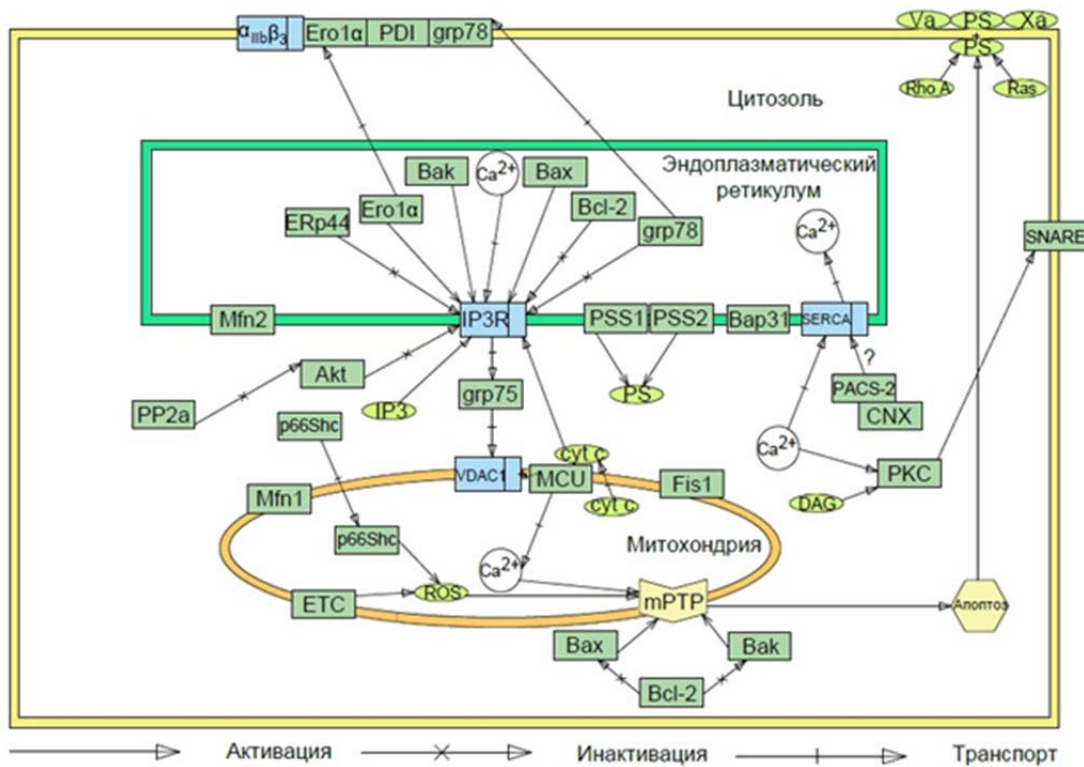 α_IIbβ_3 Ero1α PDI grp78
Va PS Xa
+
PS
Rho A Ras
Цитозоль
Эндоплазматический
ретикулум
Bak Ca²⁺ Bax
Ero1α Bcl-2
ERp44 grp78
Ca²⁺
SNARE
Mfn2 IP3R PSS1 PSS2 Bap31 SERCA
?
Akt
PP2a
IP3
grp75
PS
PACS-2
CNX
p66Shc
Ca²⁺
cyt c
VDAC1 MCU Fis1
PKC
Mfn1
cyt c
DAG
p66Shc
Митохондрия
Ca²⁺
ROS
ETC
mPTP
Апоптоз
Bax Bak
Bcl-2
Активация Инактивация Транспорт